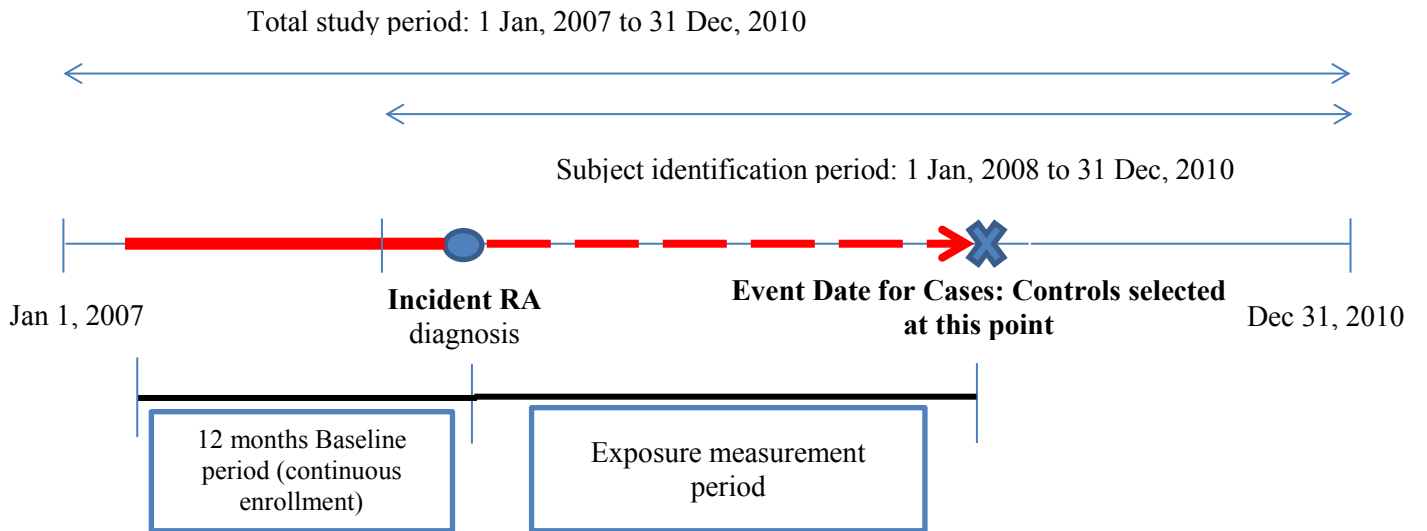 Total study period: 1 Jan, 2007 to 31 Dec, 2010
Subject identification period: 1 Jan, 2008 to 31 Dec, 2010
Jan 1, 2007
Incident RA
diagnosis
Event Date for Cases: Controls selected
at this point
Dec 31, 2010
12 months Baseline
period (continuous
enrollment)
Exposure measurement
period